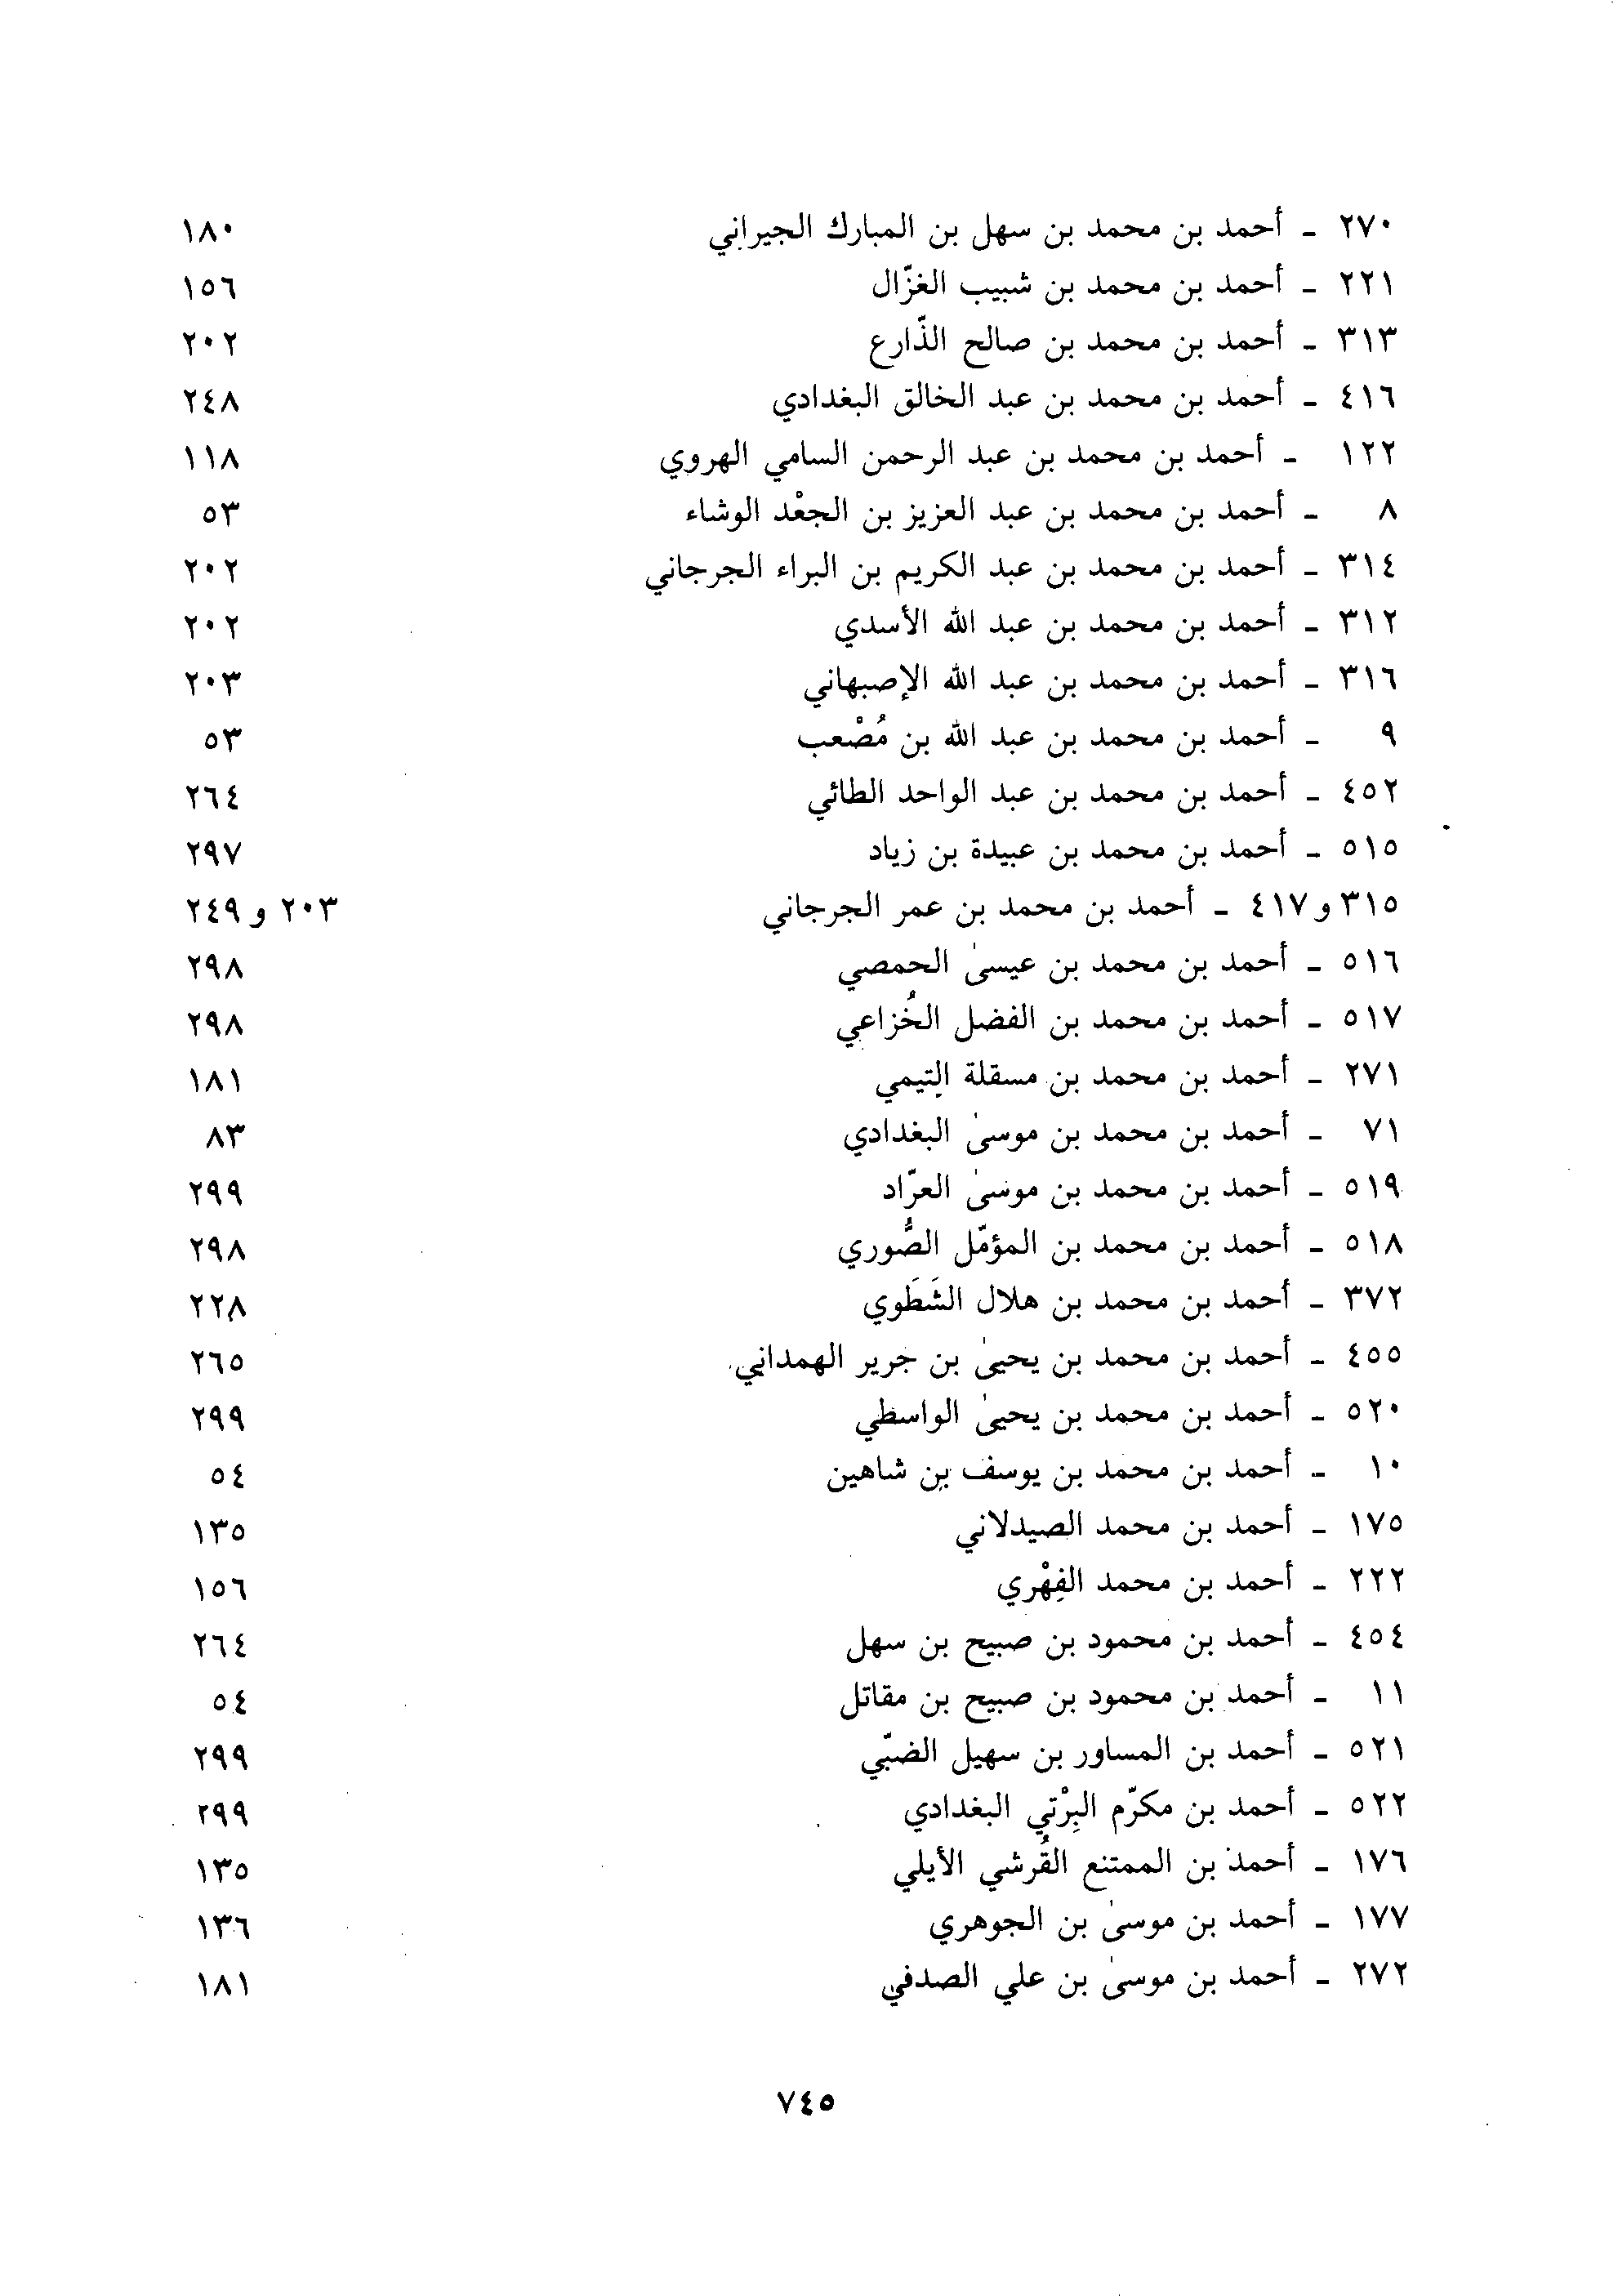 ٢٧٠ - أحمد بن محمد بن سهل بن المبارك الجيراني ١٨٠
٢٢١ - أحمد بن محمد بن شبيب الغزّال ١٥٦
٣١٣ - أحمد بن محمد بن صالح الذّارع ٢٠٢
٤١٦ - أحمد بن محمد بن عبد الخالق البغدادي ٢٤٨
١٢٢ - أحمد بن محمد بن عبد الرحمن السامي الهروي ١١٨
٨ - أحمد بن محمد بن عبد العزيز بن الجعْد الوشاء ٥٣
٣١٤ - أحمد بن محمد بن عبد الكريم بن البراء الجرجاني ٢٠٢
٣١٢ - أحمد بن محمد بن عبد الله الأسدي ٢٠٢
٣١٦ - أحمد بن محمد بن عبد الله الإصبهاني ٢٠٣
٩ - أحمد بن محمد بن عبد الله بن مُصْعب ٥٣
٤٥٢ - أحمد بن محمد بن عبد الواحد الطائي ٢٦٤
٥١٥ - أحمد بن محمد بن عبيدة بن زياد ٢٩٧
٣١٥ و٤١٧ - أحمد بن محمد بن عمر الجرجاني ٢٠٣ و ٢٤٩
٥١٦ - أحمد بن محمد بن عيسىٰ الحمصي ٢٩٨
٥١٧ - أحمد بن محمد بن الفضل الخُزاعي ٢٩٨
٢٧١ - أحمد بن محمد بن مسقلة التيمي ١٨١
٧١ - أحمد بن محمد بن موسىٰ البغدادي ٨٣
٥١٩ - أحمد بن محمد بن موسىٰ العرّاد ٢٩٩
٥١٨ - أحمد بن محمد بن المؤمّل الصُّوري ٢٩٨
٣٧٢ - أحمد بن محمد بن هلال الشَطَوي ٢٢٨
٤٥٥ - أحمد بن محمد بن يحيىٰ بن جرير الهمداني ٢٦٥
٥٢٠ - أحمد بن محمد بن يحيىٰ الواسطي ٢٩٩
١٠ - أحمد بن محمد بن يوسف بن شاهين ٥٤
١٧٥ - أحمد بن محمد الصيدلاني ١٣٥
٢٢٢ - أحمد بن محمد الفِهْري ١٥٦
٤٥٤ - أحمد بن محمود بن صبيح بن سهل ٢٦٤
١١ - أحمد بن محمود بن صبيح بن مقاتل ٥٤
٥٢١ - أحمد بن المساور بن سهيل الضبّي ٢٩٩
٥٢٢ - أحمد بن مكرّم البِرْتي البغدادي ٢٩٩
١٧٦ - أحمد بن الممتنع القُرشي الأيلي ١٣٥
١٧٧ - أحمد بن موسىٰ بن الجوهري ١٣٦
٢٧٢ - أحمد بن موسىٰ بن علي الصدفي ١٨١
٧٤٥